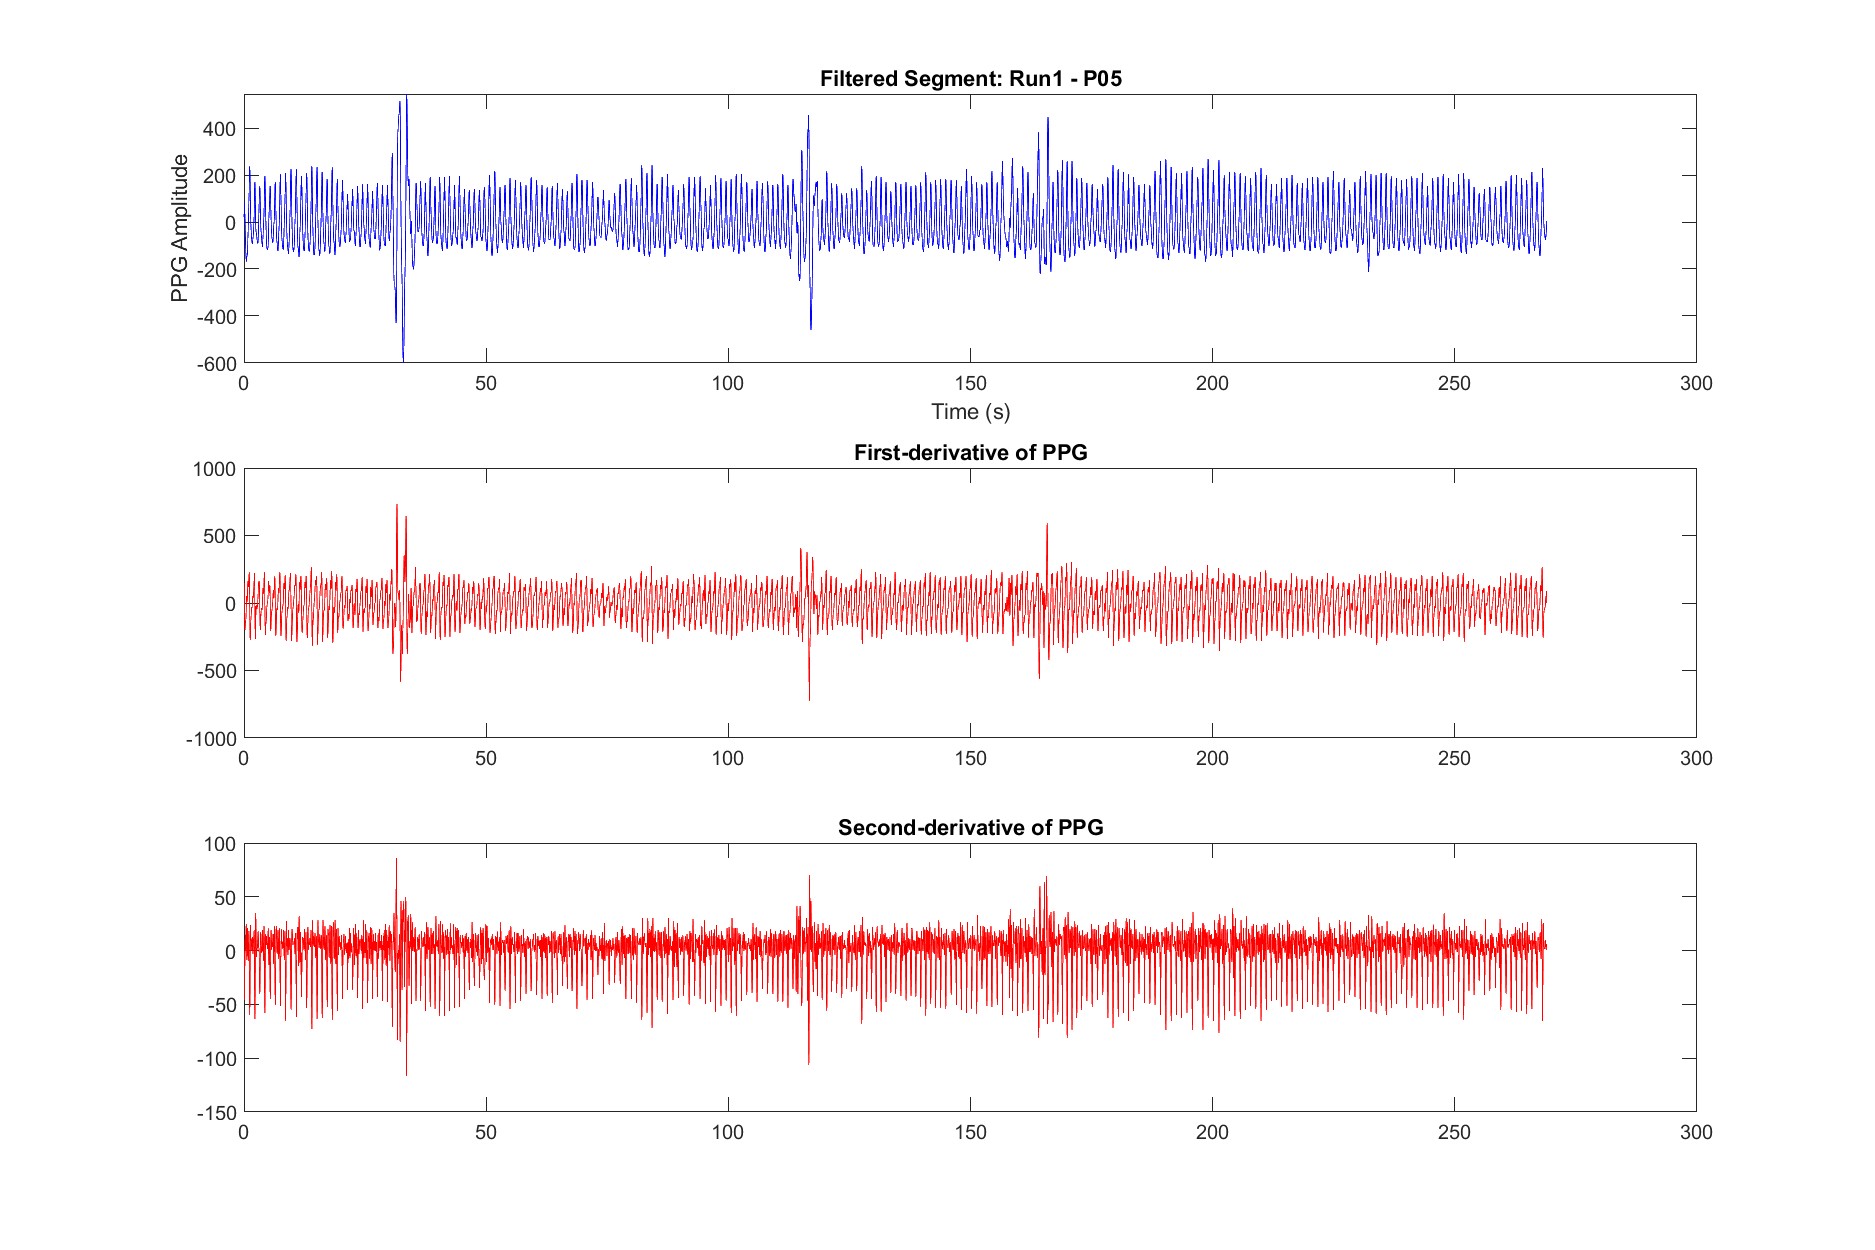 Filtered Segment: Run1 - P05
400
200
0
-200
-400
-600
PPG Amplitude
0 50 100 150 200 250 300
Time (s)
First-derivative of PPG
1000
500
0
-500
-1000
0 50 100 150 200 250 300
Second-derivative of PPG
100
50
0
-50
-100
-150
0 50 100 150 200 250 300